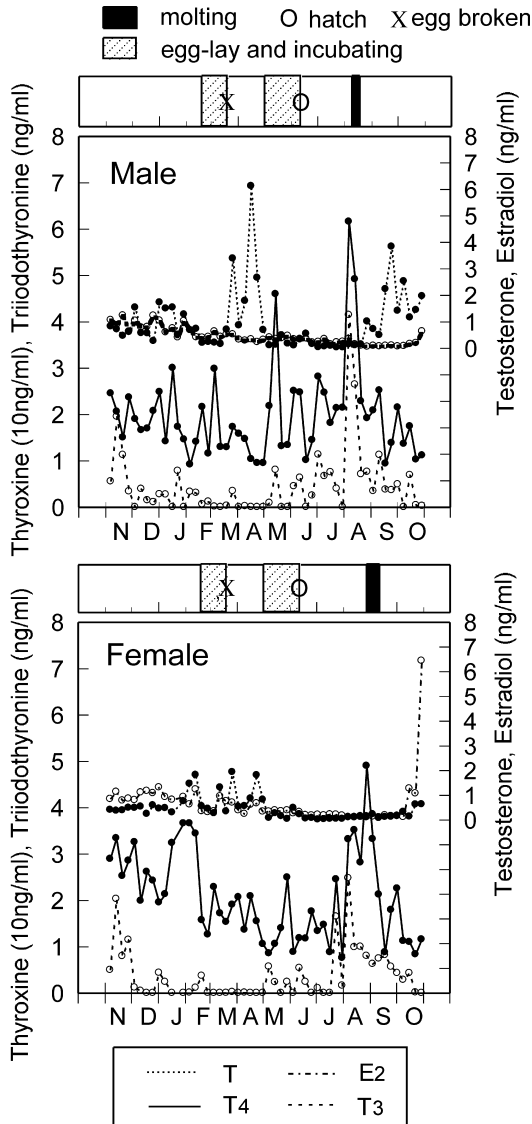 molting O hatch X egg broken
egg-lay and incubating
X O
Thyroxine (10ng/ml), Triiodothyronine (ng/ml)
Male
8
7
6
5
4
3
2
1
0
8
7
6
5
4
3
2
1
0
Testosterone, Estradiol (ng/ml)
N D J F M A M J J A S O
X O
Thyroxine (10ng/ml), Triiodothyronine (ng/ml)
Female
8
7
6
5
4
3
2
1
0
8
7
6
5
4
3
2
1
0
Testosterone, Estradiol (ng/ml)
N D J F M A M J J A S O
T E2
T4 T3